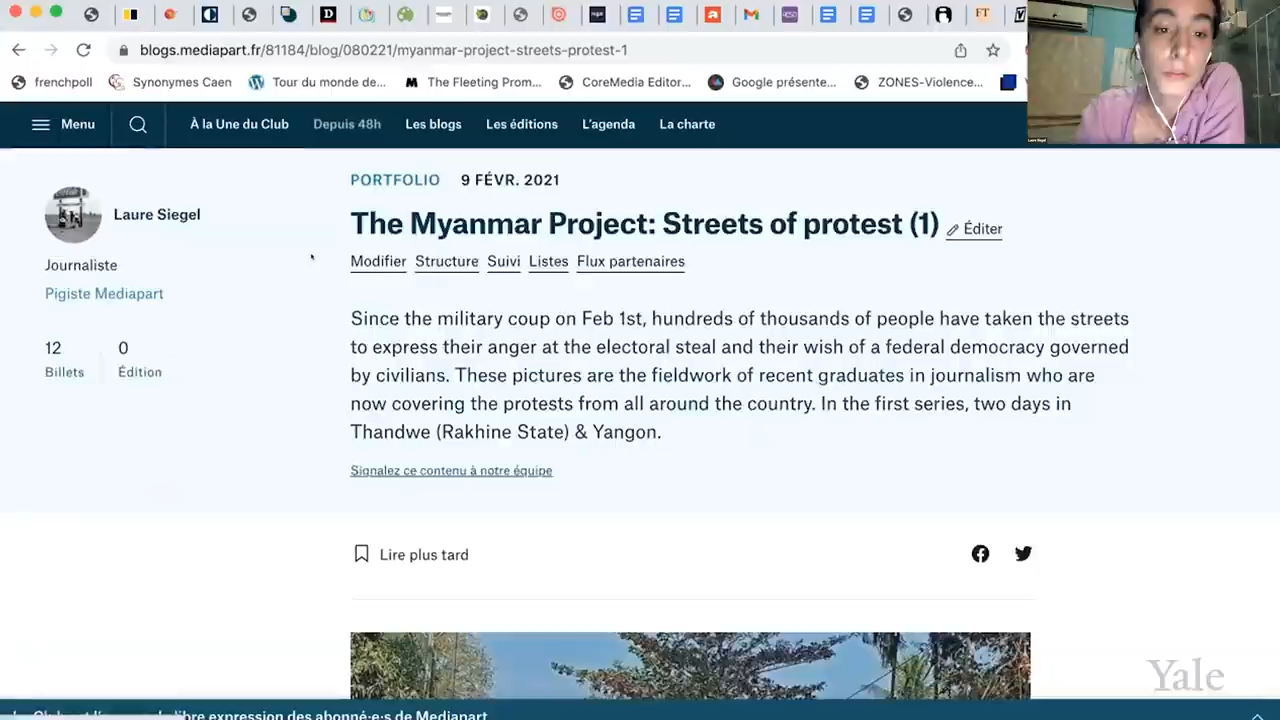 blogs.mediapart.fr/81184/blog/080221/myanmar-project-streets-protest-1
frenchpoll
Synonymes Caen
Tour du monde de...
The Fleeting Prom...
CoreMedia Editor...
Google présente...
ZONES-Violence...
Menu
À la Une du Club
Depuis 48h
Les blogs
Les éditions
L'agenda
La charte
Laure Siegel
Journaliste
Pigiste Mediapart
12
0
Billets
Édition
PORTFOLIO 9 FÉVR. 2021
The Myanmar Project: Streets of protest (1) Éditer
Modifier Structure Suivi Listes Flux partenaires
Since the military coup on Feb 1st, hundreds of thousands of people have taken the streets
to express their anger at the electoral steal and their wish of a federal democracy governed
by civilians. These pictures are the fieldwork of recent graduates in journalism who are
now covering the protests from all around the country. In the first series, two days in
Thandwe (Rakhine State) & Yangon.
Signalez ce contenu à notre équipe
Lire plus tard
Yale
libre expression des abonné·e·s de Mediapart